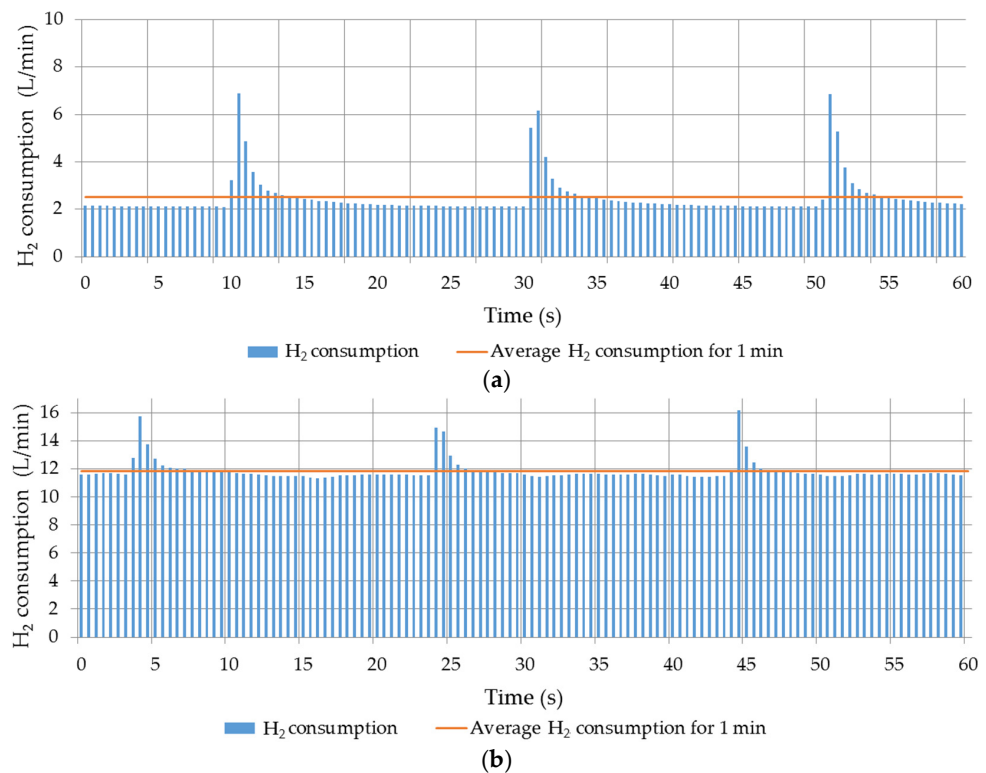 10
8
6
4
2
0
H₂ consumption (L/min)
0 5 10 15 20 25 30 35 40 45 50 55 60
Time (s)
H₂ consumption Average H₂ consumption for 1 min
(a)
16
14
12
10
8
6
4
2
0
H₂ consumption (L/min)
0 5 10 15 20 25 30 35 40 45 50 55 60
Time (s)
H₂ consumption Average H₂ consumption for 1 min
(b)